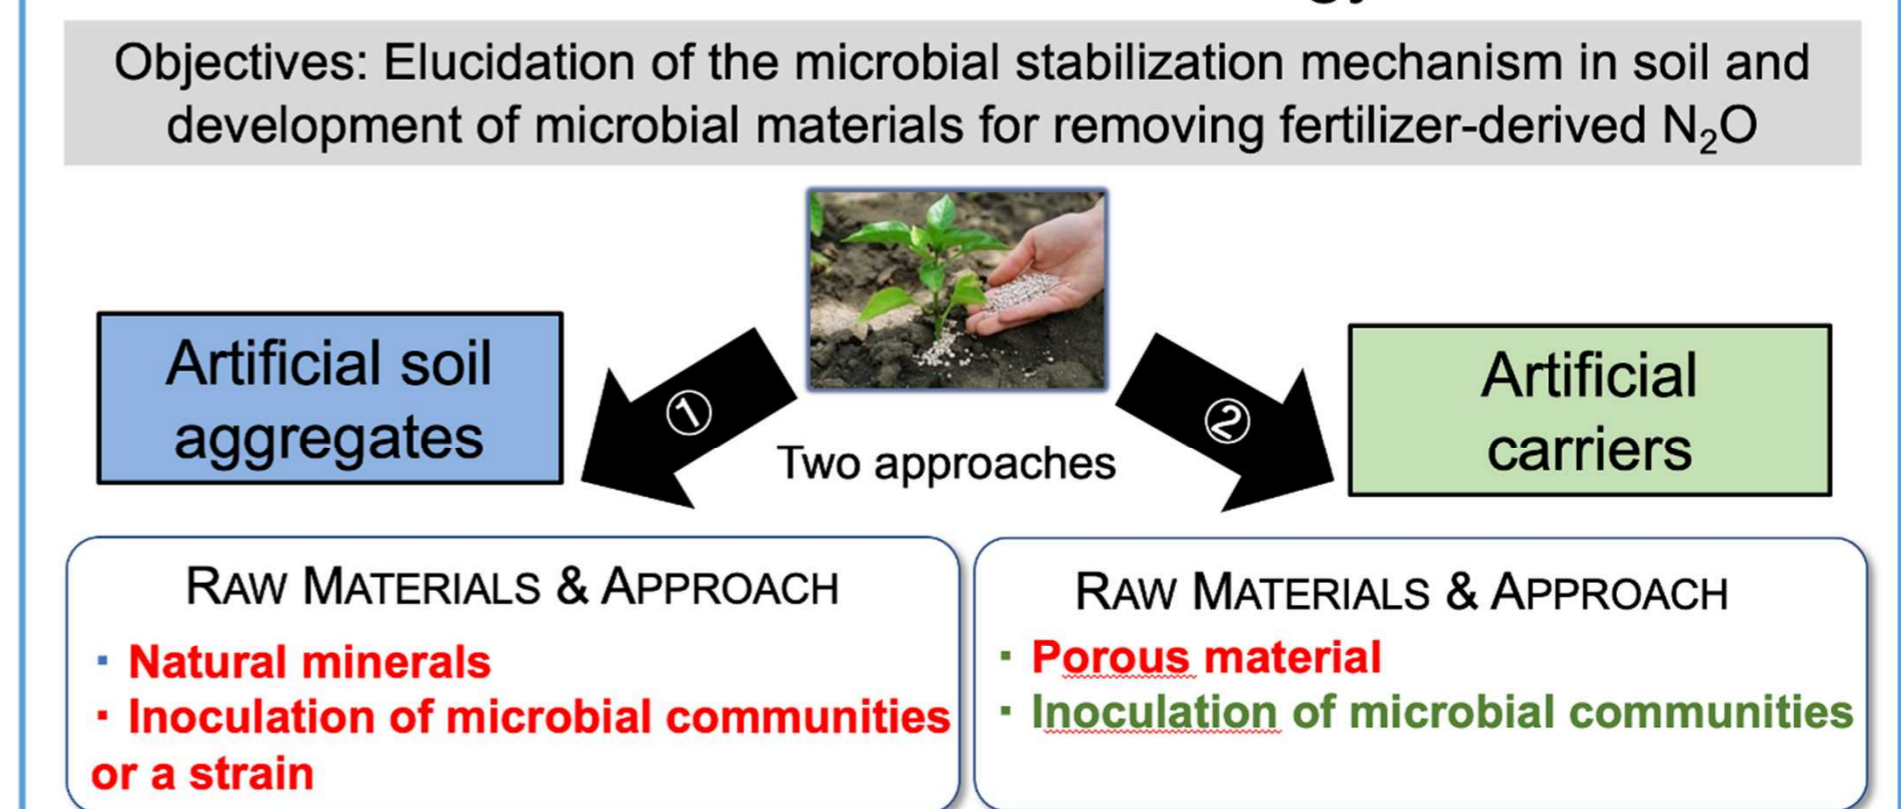 Objectives: Elucidation of the microbial stabilization mechanism in soil and
development of microbial materials for removing fertilizer-derived N₂O
Artificial soil
aggregates
①
Two approaches
②
Artificial
carriers
RAW MATERIALS & APPROACH
▪ Natural minerals
▪ Inoculation of microbial communities
or a strain
RAW MATERIALS & APPROACH
▪ Porous material
▪ Inoculation of microbial communities